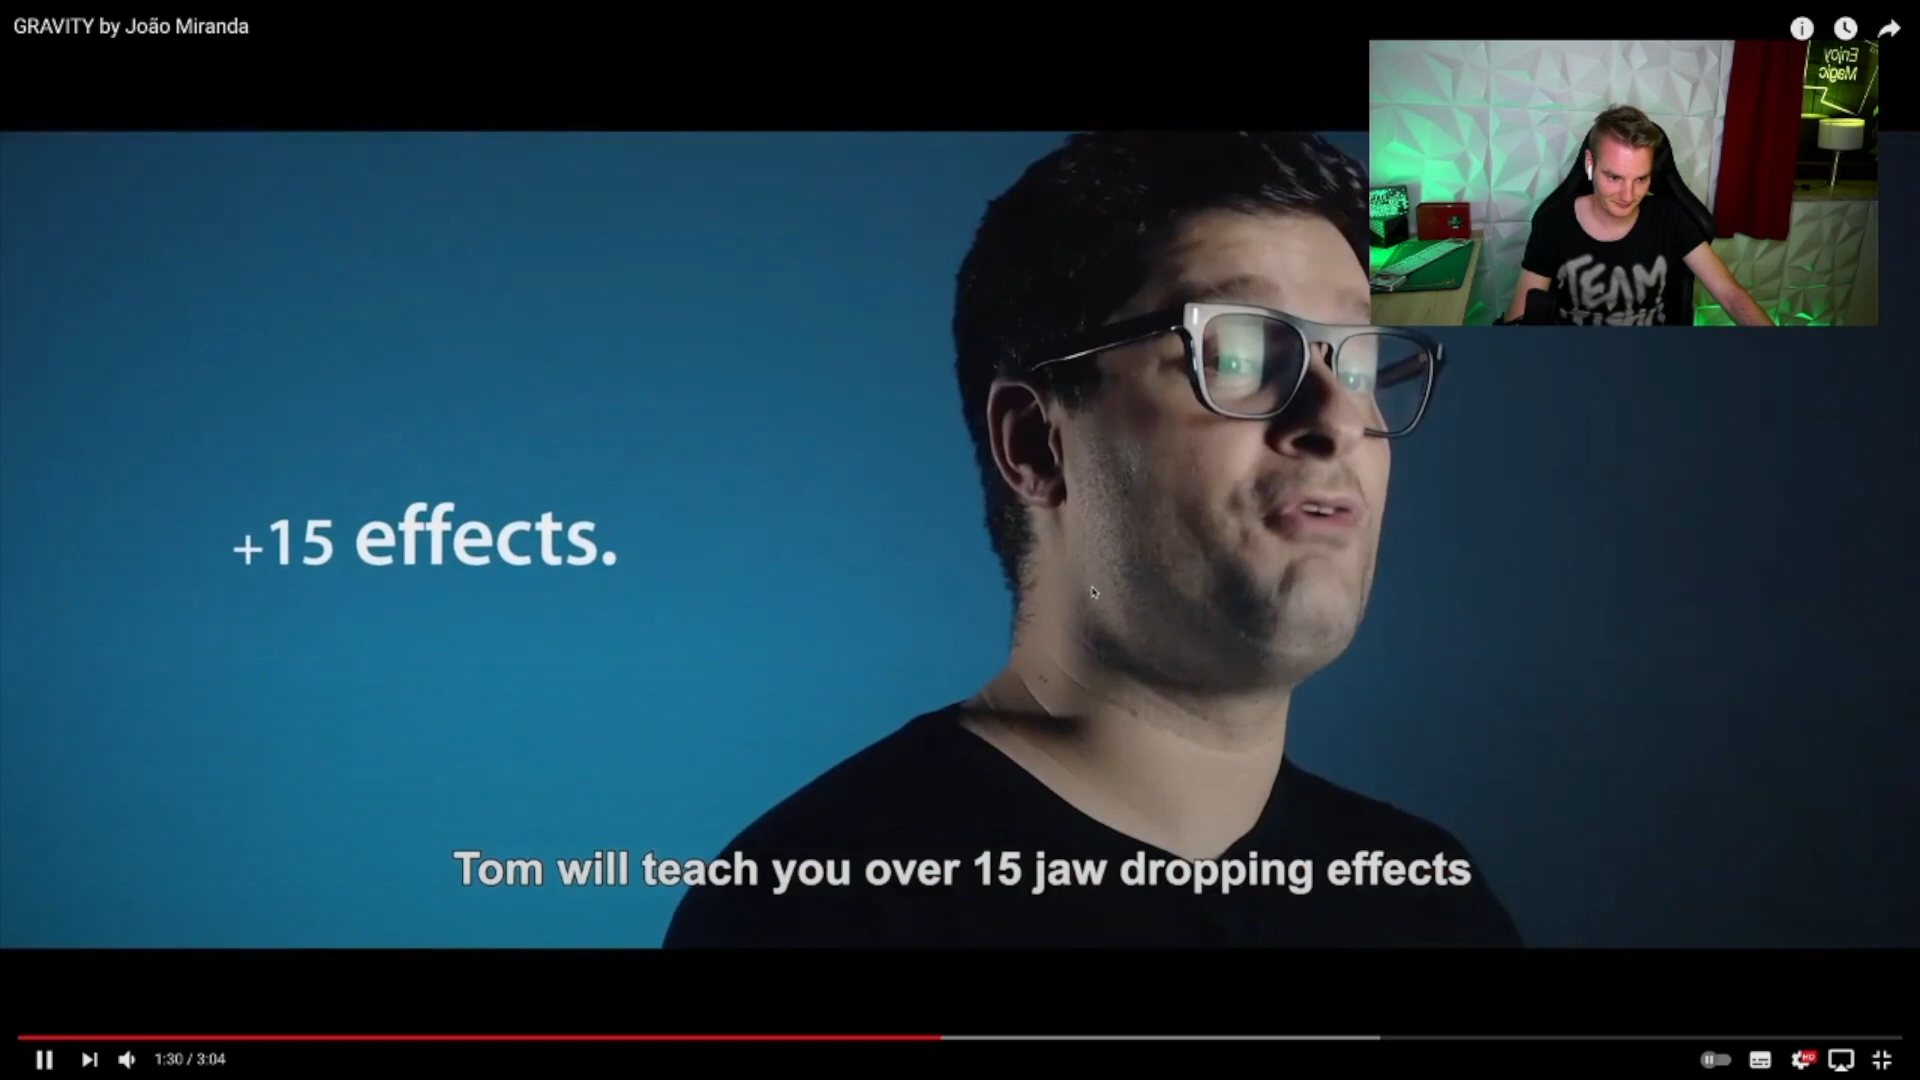 GRAVITY by João Miranda
Enjoy
Magic
TEAM
+15 effects.
Tom will teach you over 15 jaw dropping effects
1:30 / 3:04
HD